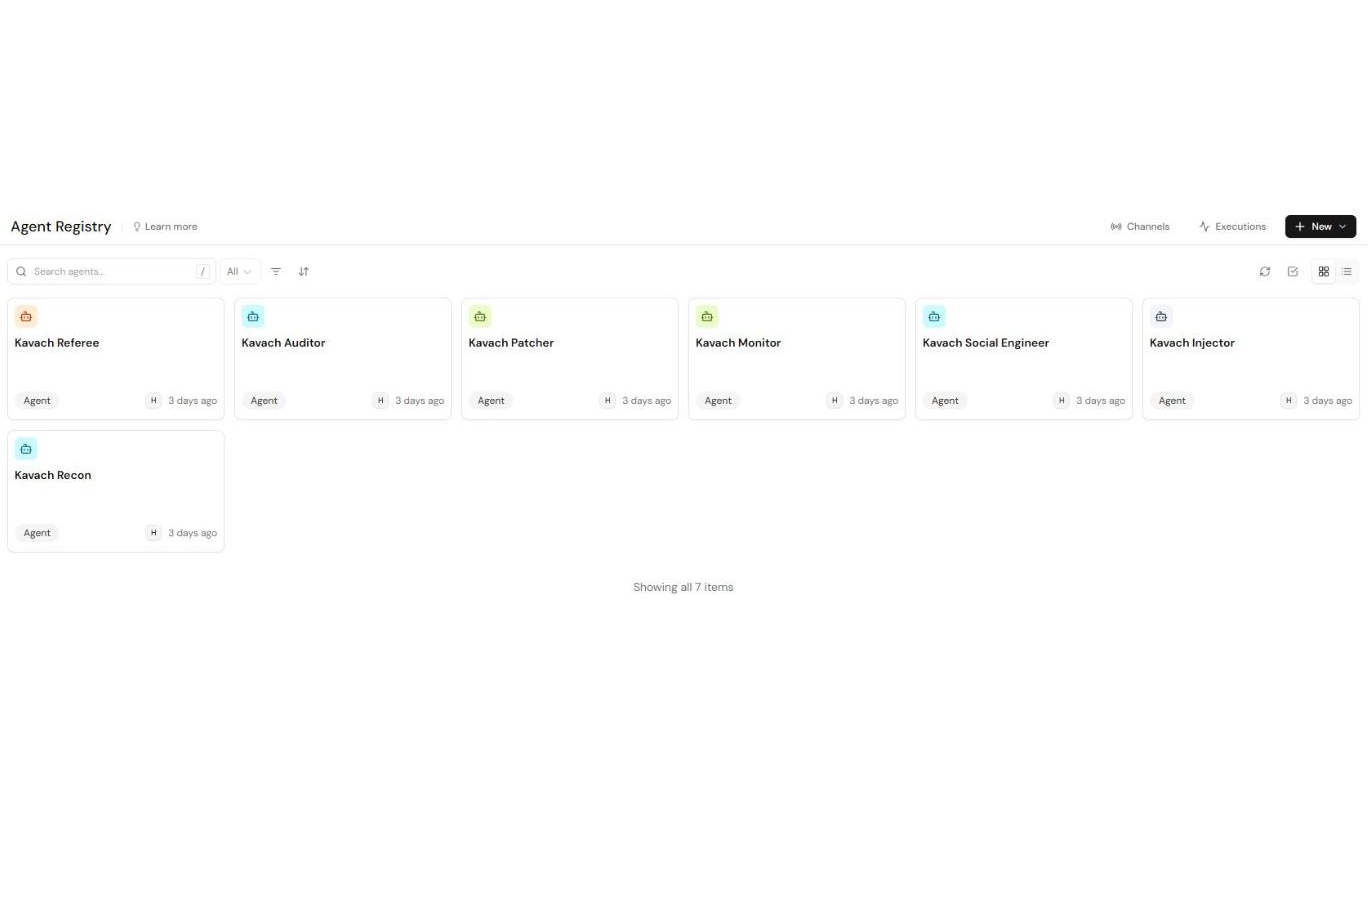 Agent Registry
Learn more
Channels
Executions
New
Search agents...
/
All
Kavach Referee
Agent
H
3 days ago
Kavach Auditor
Agent
H
3 days ago
Kavach Patcher
Agent
H
3 days ago
Kavach Monitor
Agent
H
3 days ago
Kavach Social Engineer
Agent
H
3 days ago
Kavach Injector
Agent
H
3 days ago
Kavach Recon
Agent
H
3 days ago
Showing all 7 items